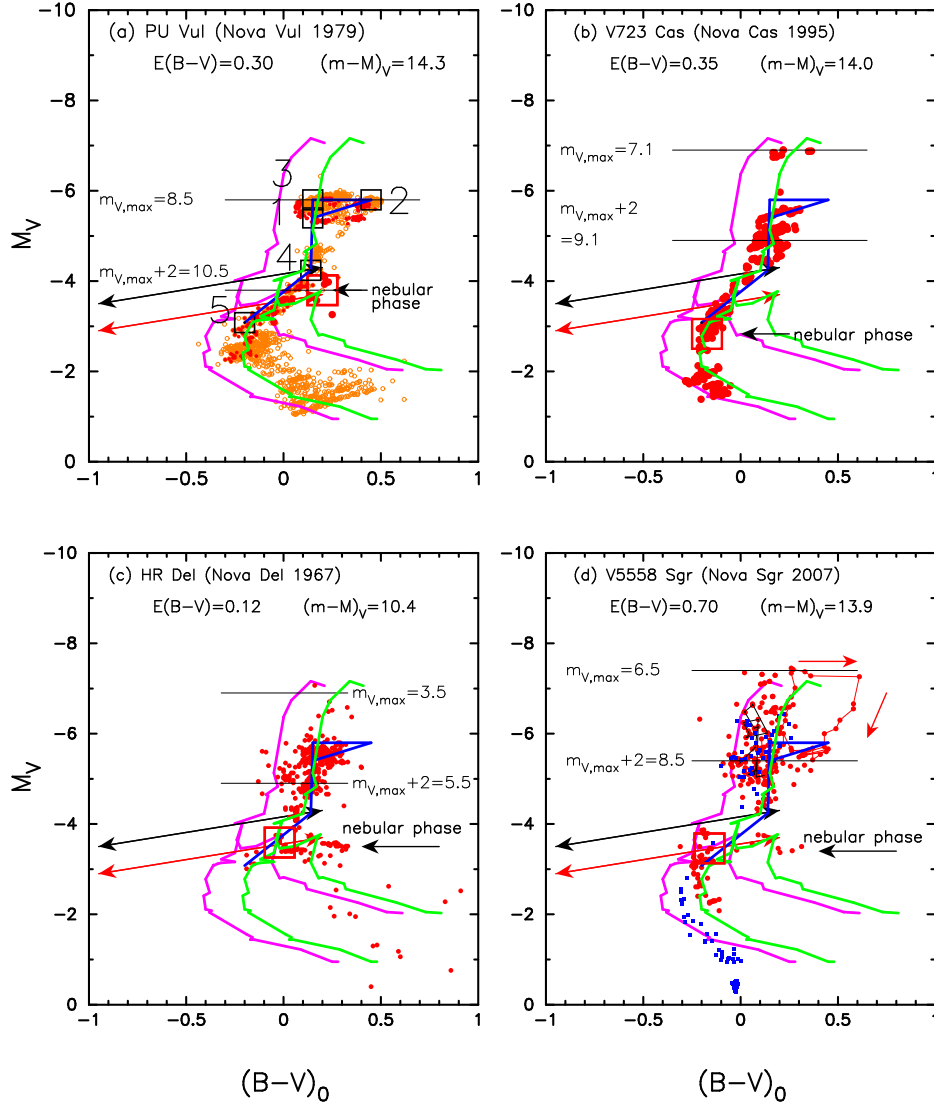 (a) PU Vul (Nova Vul 1979)
E(B−V)=0.30 (m−M)V=14.3
mV,max=8.5
mV,max+2=10.5
3
1
2
4
5
nebular
phase
MV
−10
−8
−6
−4
−2
0
−1
−0.5
0
0.5
(b) V723 Cas (Nova Cas 1995)
E(B−V)=0.35 (m−M)V=14.0
mV,max=7.1
mV,max+2
=9.1
nebular phase
−10
−8
−6
−4
−2
0
−1
−0.5
0
0.5
1
(c) HR Del (Nova Del 1967)
E(B−V)=0.12 (m−M)V=10.4
mV,max=3.5
mV,max+2=5.5
nebular phase
MV
−10
−8
−6
−4
−2
0
−1
−0.5
0
0.5
(B−V)0
(d) V5558 Sgr (Nova Sgr 2007)
E(B−V)=0.70 (m−M)V=13.9
mV,max=6.5
mV,max+2=8.5
nebular phase
−10
−8
−6
−4
−2
0
−1
−0.5
0
0.5
1
(B−V)0